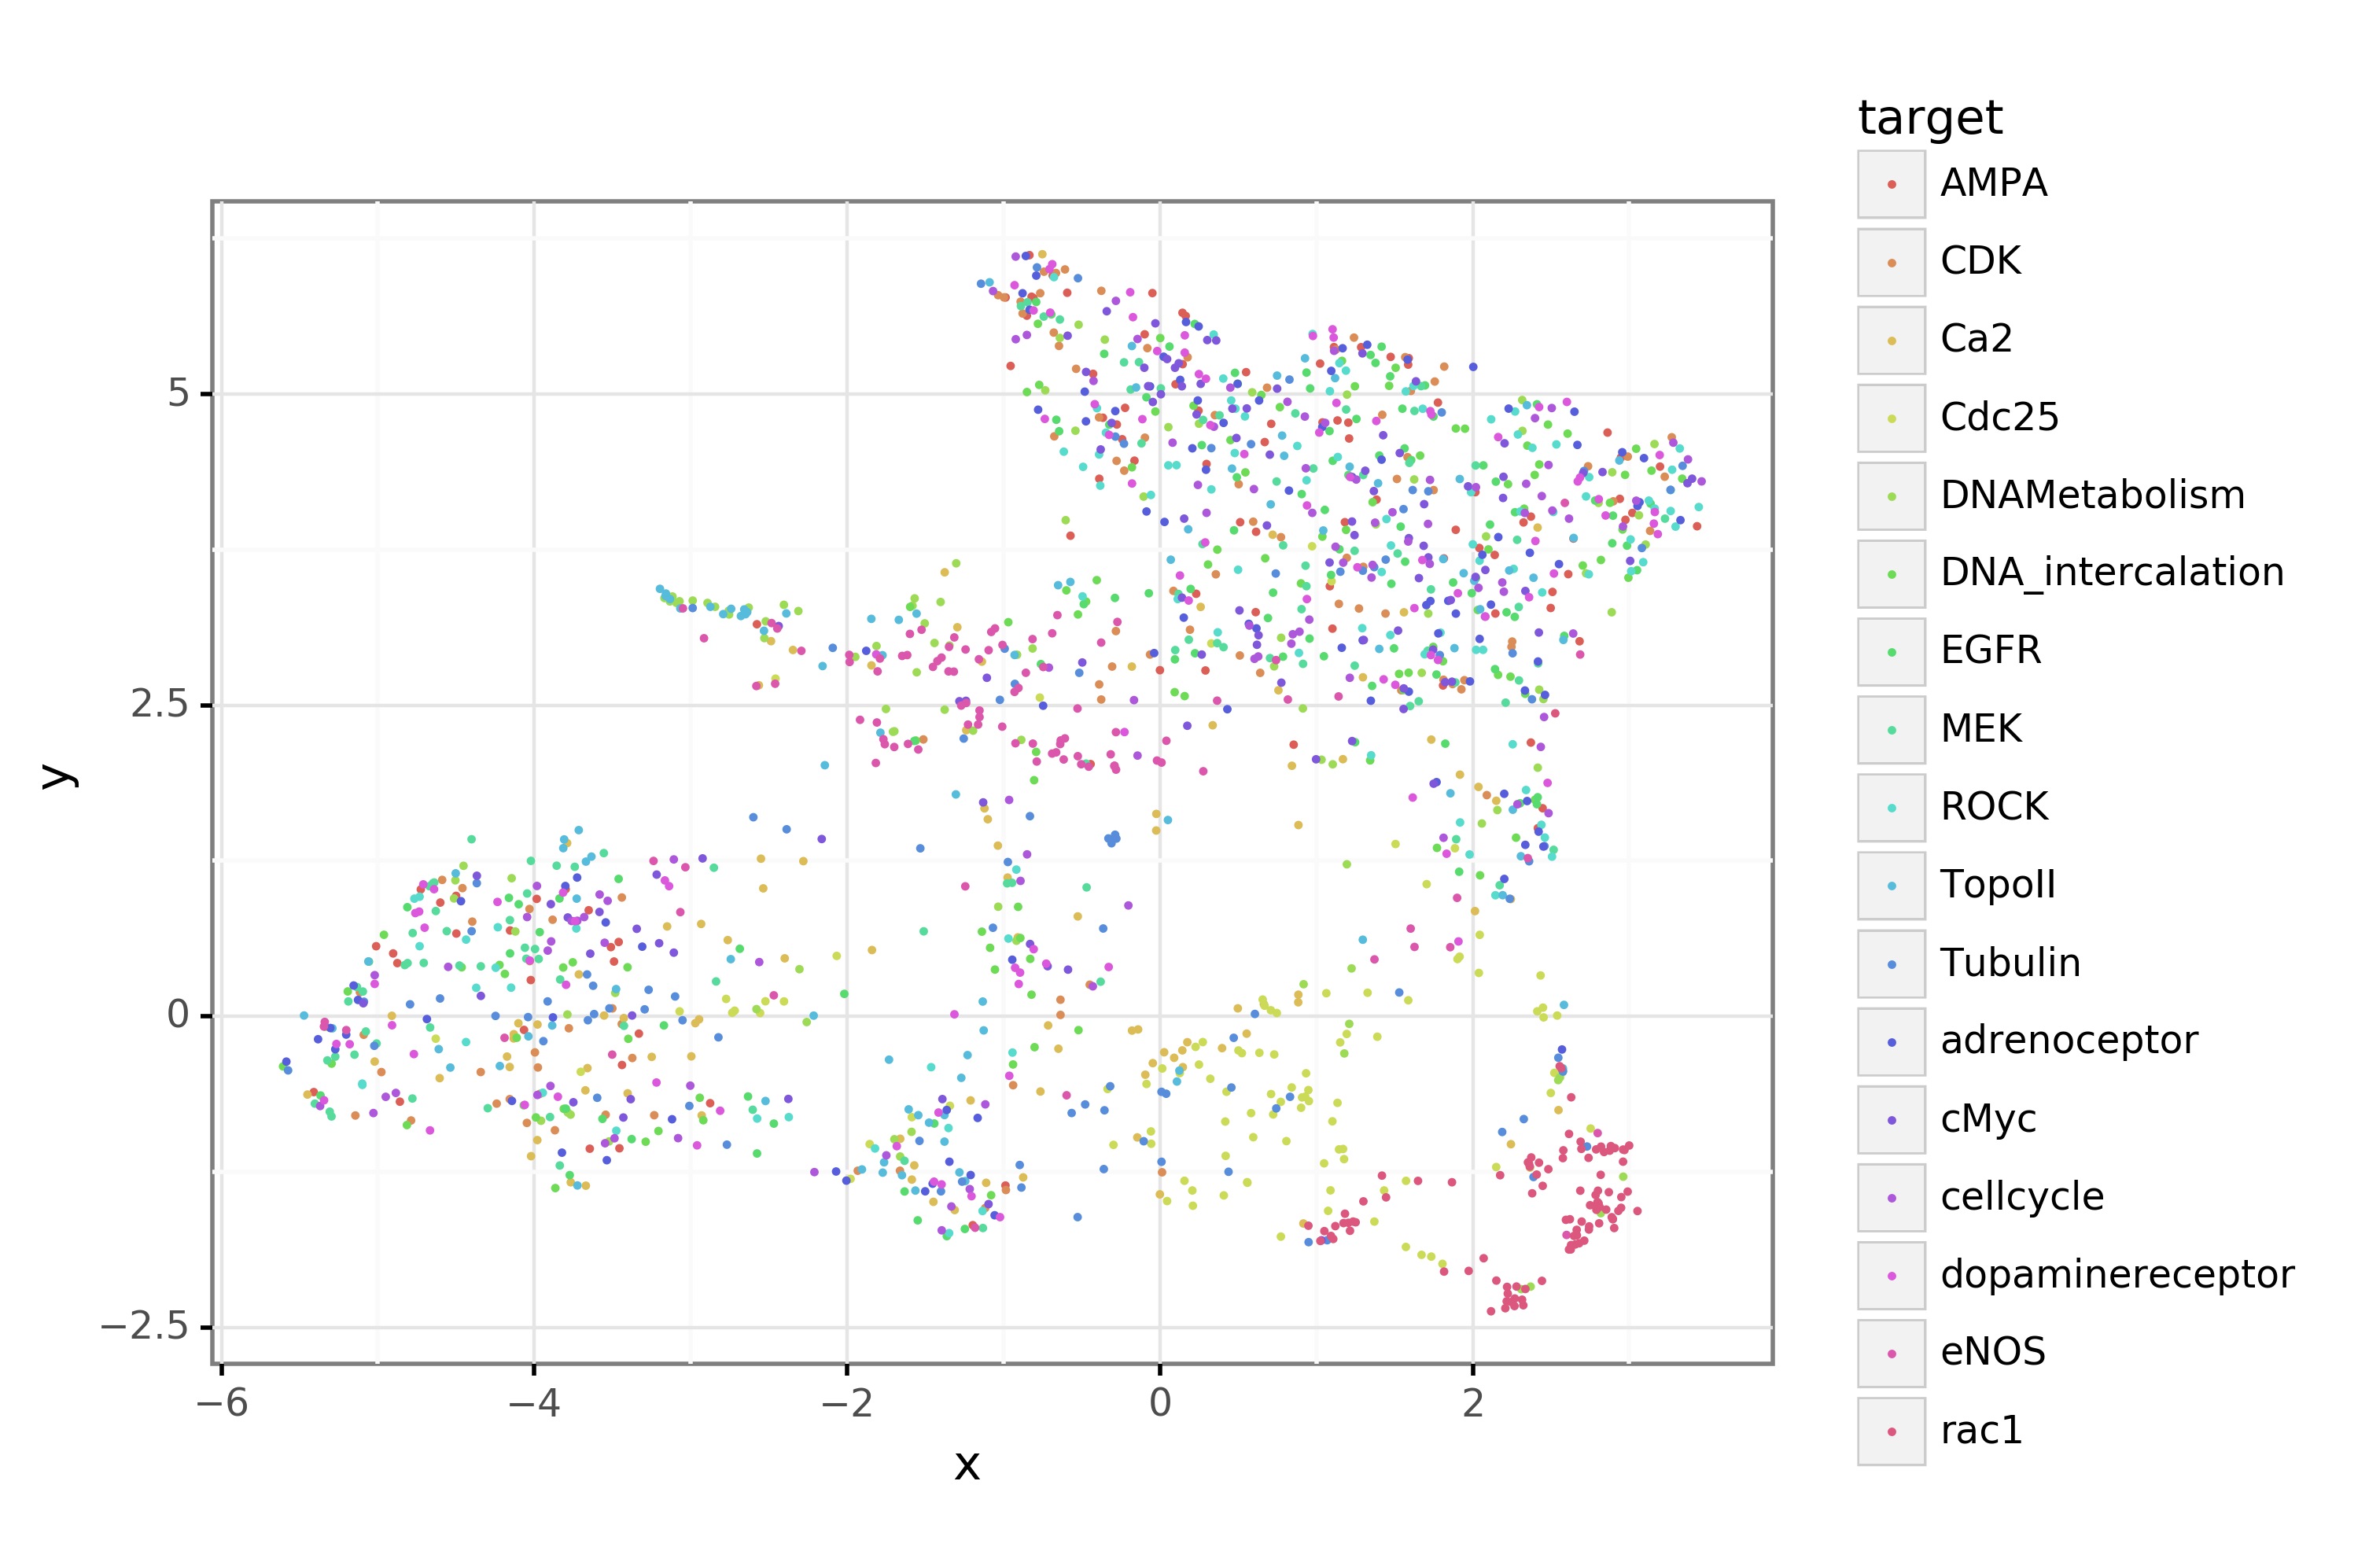 target
AMPA
CDK
Ca2
Cdc25
DNAMetabolism
DNA_intercalation
EGFR
MEK
ROCK
TopoII
Tubulin
adrenoceptor
cMyc
cellcycle
dopaminereceptor
eNOS
rac1
5
2.5
0
−2.5
y
−6 −4 −2 0 2
x